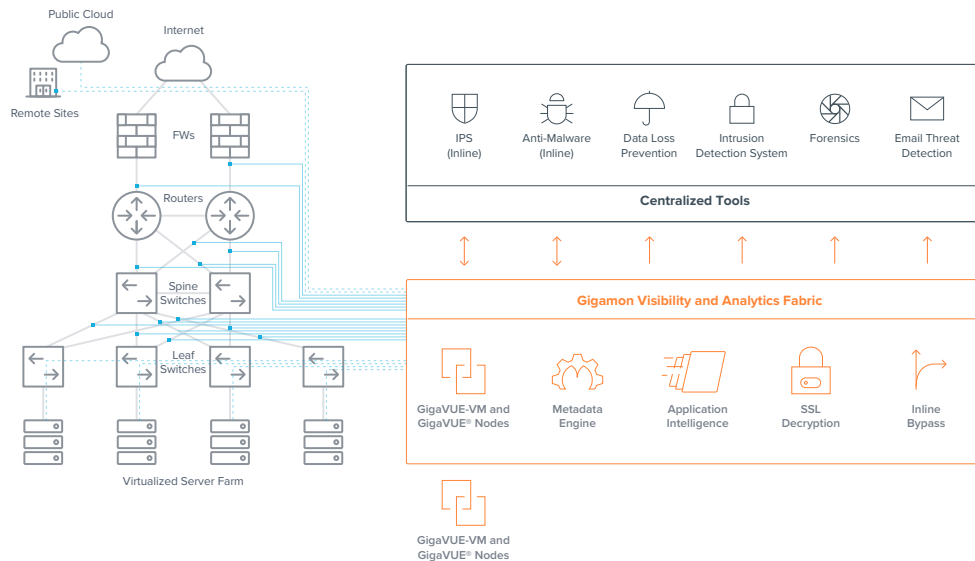 Public Cloud
Internet
Remote Sites
FWs
Routers
Spine
Switches
Leaf
Switches
Virtualized Server Farm
IPS
(Inline)
Anti-Malware
(Inline)
Data Loss
Prevention
Intrusion
Detection System
Forensics
Email Threat
Detection
Centralized Tools
Gigamon Visibility and Analytics Fabric
GigaVUE-VM and
GigaVUE® Nodes
Metadata
Engine
Application
Intelligence
SSL
Decryption
Inline
Bypass
GigaVUE-VM and
GigaVUE® Nodes